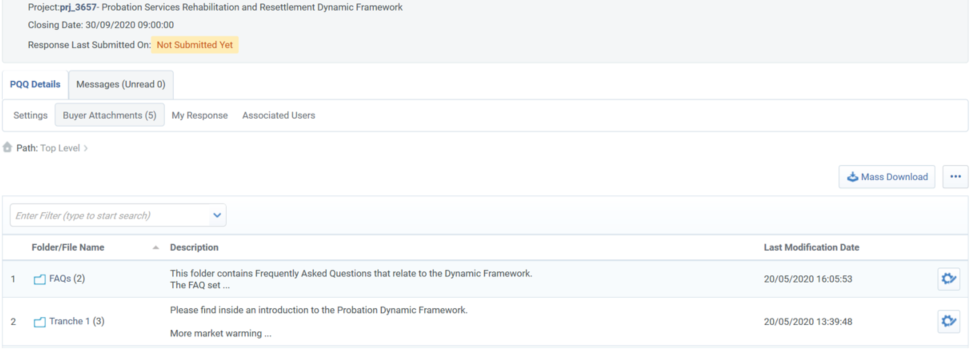 Project:prj_3657- Probation Services Rehabilitation and Resettlement Dynamic Framework
Closing Date: 30/09/2020 09:00:00
Response Last Submitted On: Not Submitted Yet
PQQ Details Messages (Unread 0)
Settings Buyer Attachments (5) My Response Associated Users
Path: Top Level >
Mass Download ...
Enter Filter (type to start search)
Folder/File Name Description Last Modification Date
1 FAQs (2) This folder contains Frequently Asked Questions that relate to the Dynamic Framework. 20/05/2020 16:05:53
The FAQ set ...
2 Tranche 1 (3) Please find inside an introduction to the Probation Dynamic Framework. 20/05/2020 13:39:48
More market warming ...